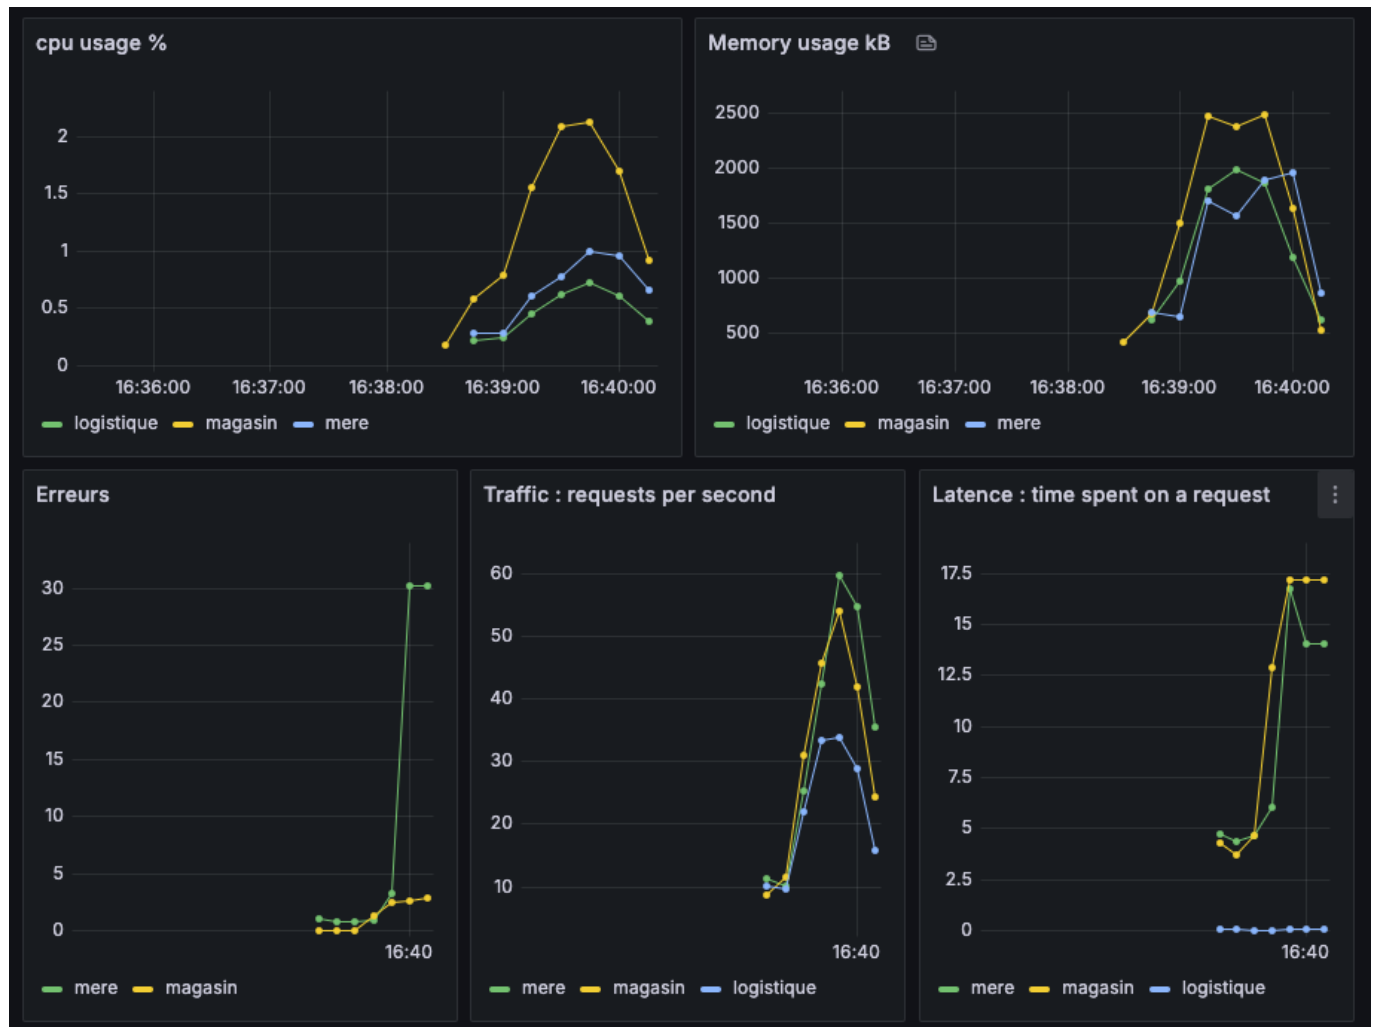 cpu usage %
2
1.5
1
0.5
0
16:36:00 16:37:00 16:38:00 16:39:00 16:40:00
logistique magasin mere
Memory usage kB
2500
2000
1500
1000
500
16:36:00 16:37:00 16:38:00 16:39:00 16:40:00
logistique magasin mere
Erreurs
30
25
20
15
10
5
0
16:40
mere magasin
Traffic : requests per second
60
50
40
30
20
10
16:40
mere magasin logistique
Latence : time spent on a request
17.5
15
12.5
10
7.5
5
2.5
0
16:40
mere magasin logistique